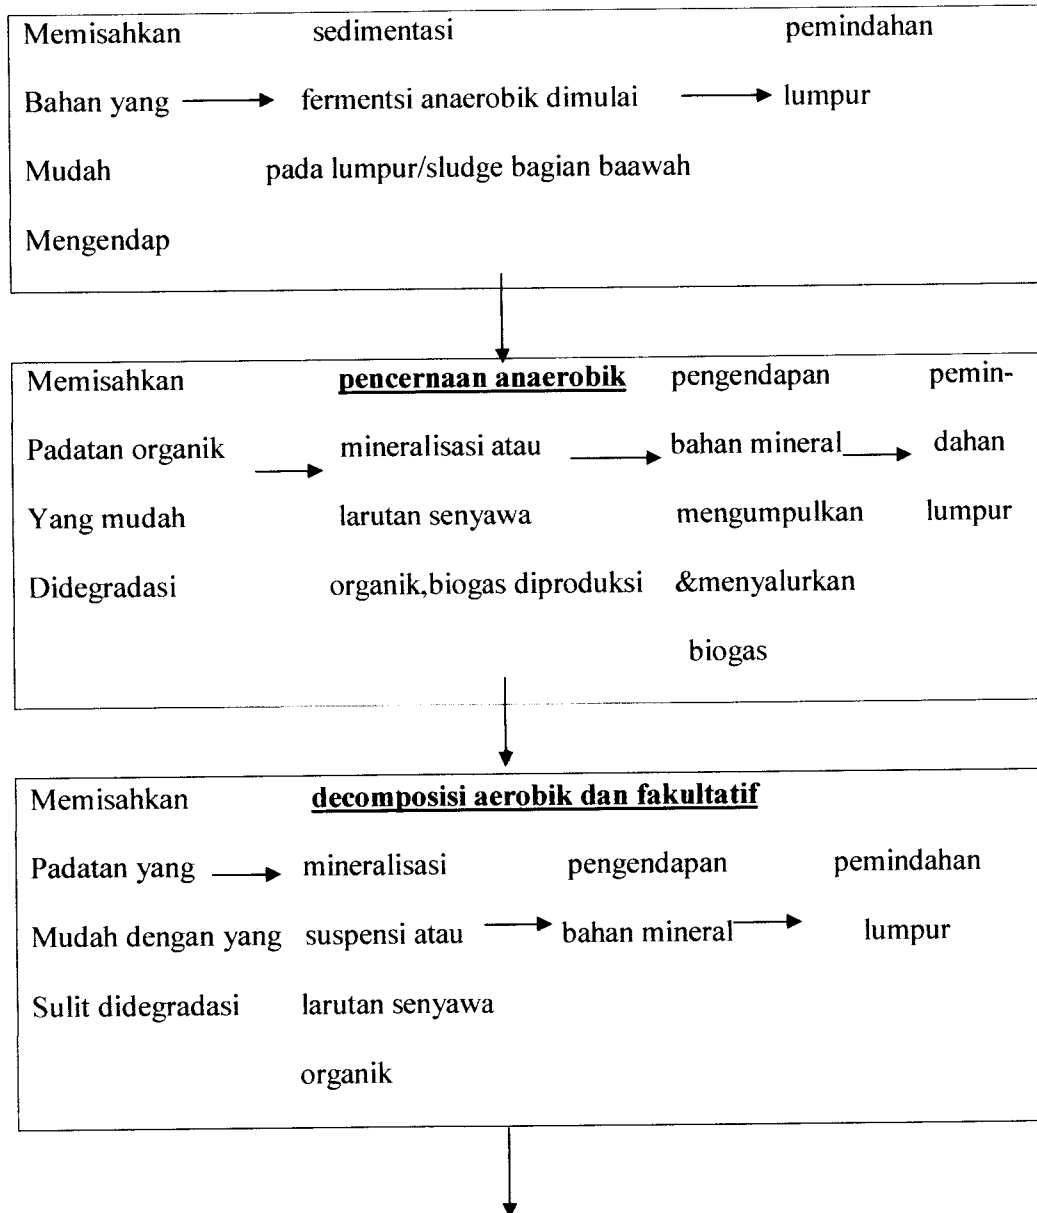 Memisahkan sedimentasi pemindahan
Bahan yang fermentsi anaerobik dimulai lumpur
Mudah pada lumpur/sludge bagian baawah
Mengendap
Memisahkan pencernaan anaerobik pengendapan pemin-
Padatan organik mineralisasi atau bahan mineral dahan
Yang mudah larutan senyawa mengumpulkan lumpur
Didegradasi organik,biogas diproduksi &menyalurkan
biogas
Memisahkan decomposisi aerobik dan fakultatif
Padatan yang mineralisasi pengendapan pemindahan
Mudah dengan yang suspensi atau bahan mineral lumpur
Sulit didegradasi larutan senyawa
organik